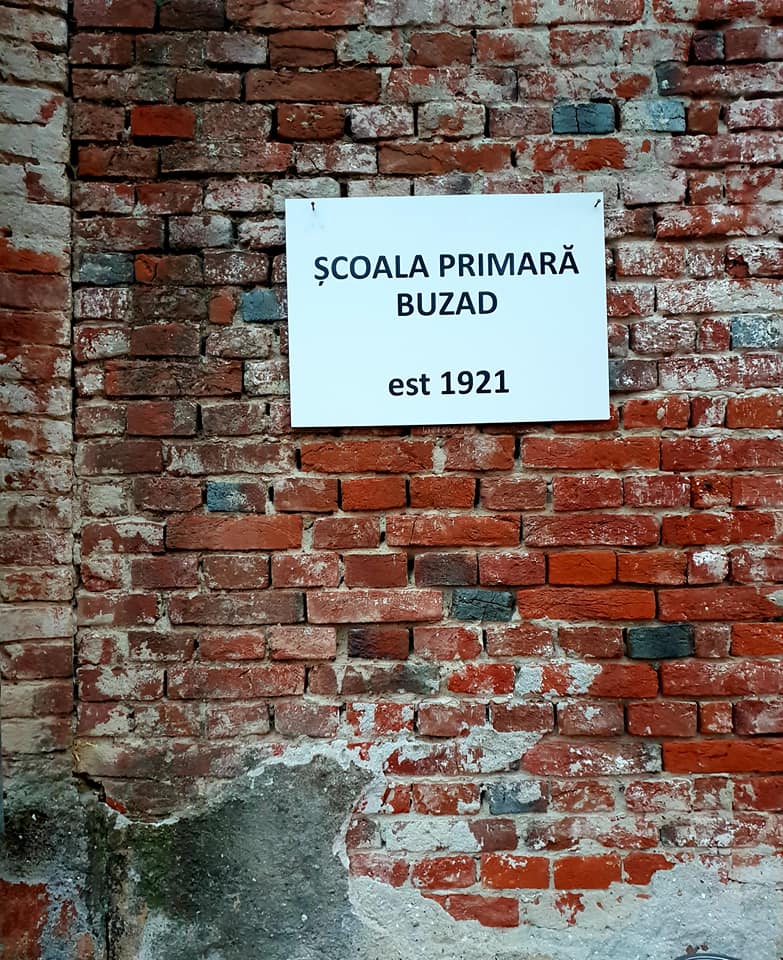 ȘCOALA PRIMARĂ
BUZAD
est 1921